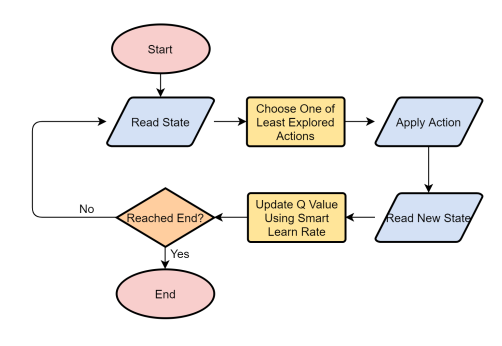 Start
Read State
Choose One of
Least Explored
Actions
Apply Action
Read New State
Update Q Value
Using Smart
Learn Rate
Reached End?
No
Yes
End